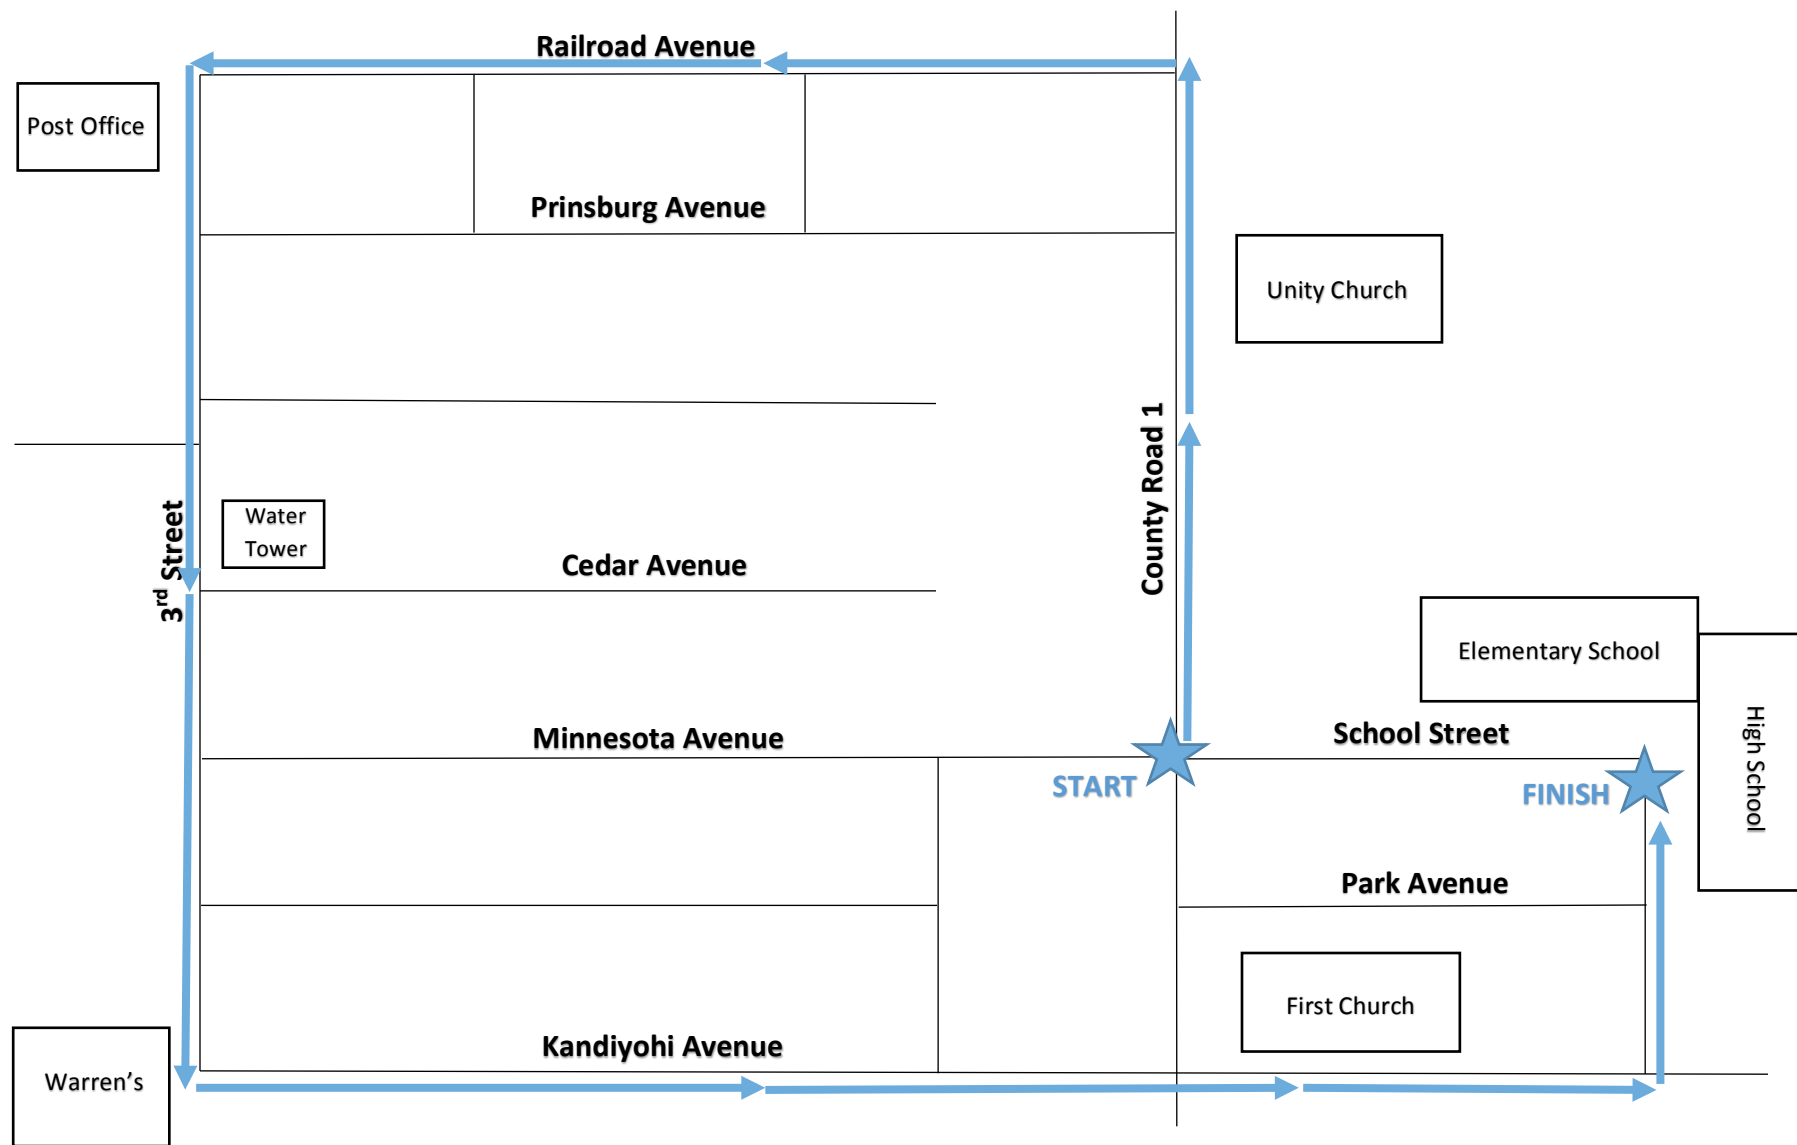 Railroad Avenue
Post Office
Prinsburg Avenue
Unity Church
County Road 1
3rd Street
Water
Tower
Cedar Avenue
Elementary School
High School
Minnesota Avenue
School Street
START
FINISH
Park Avenue
First Church
Kandiyohi Avenue
Warren’s